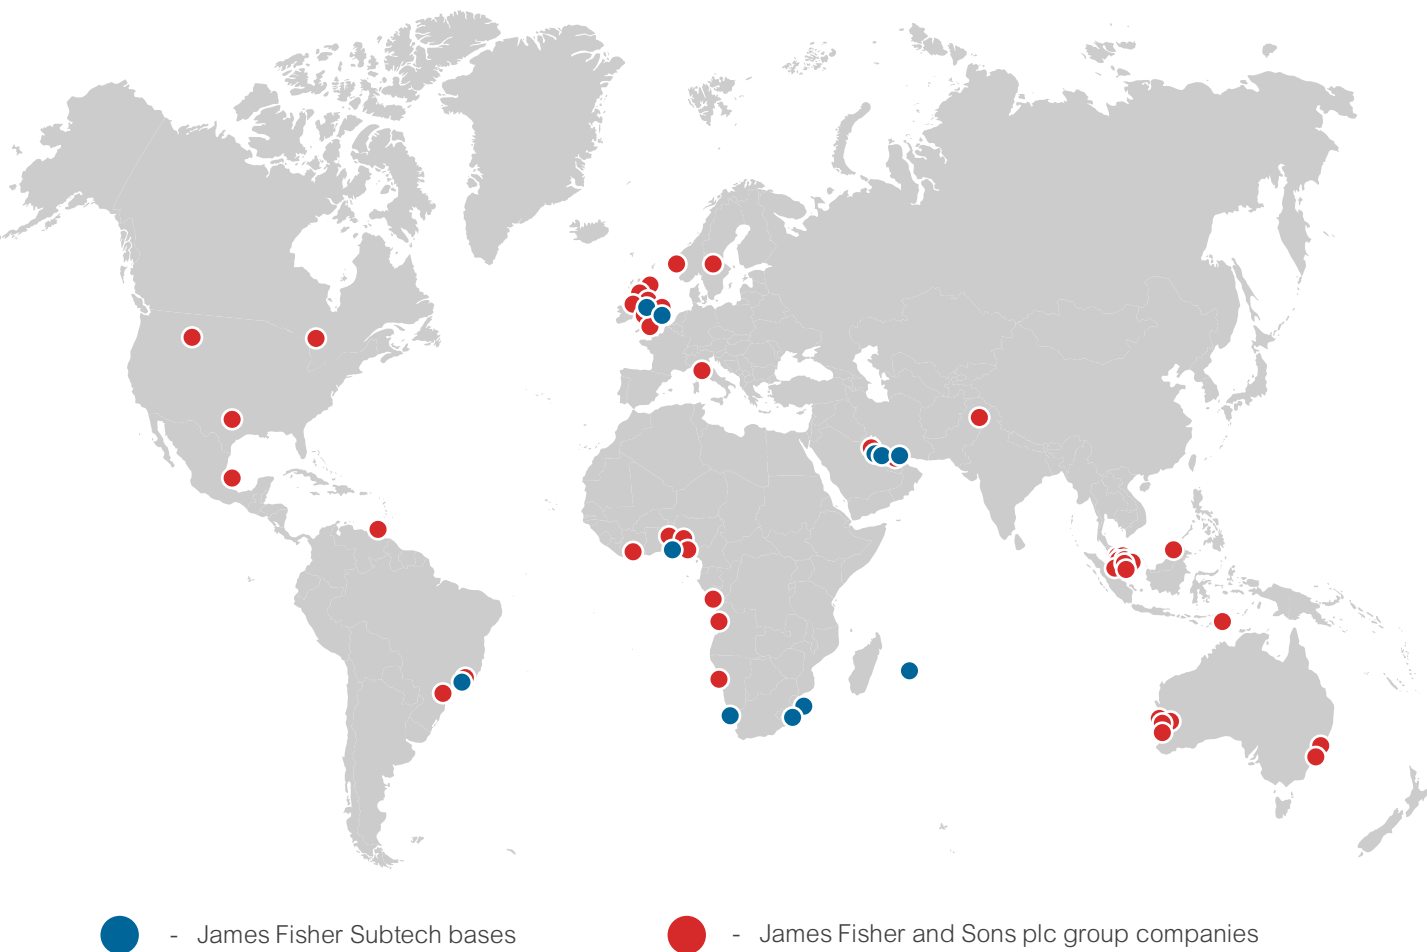 - James Fisher Subtech bases
- James Fisher and Sons plc group companies